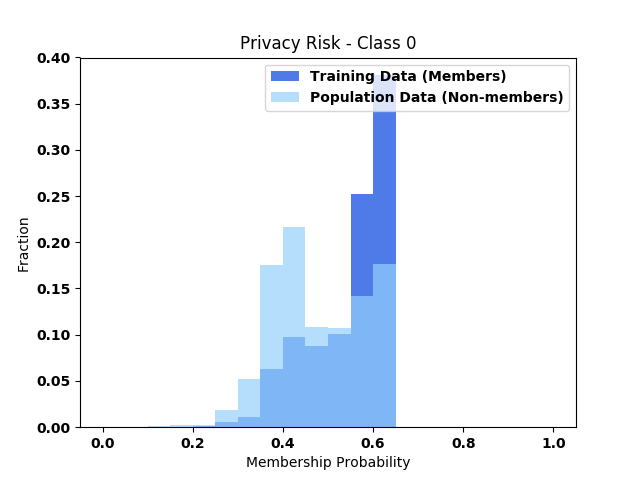 Privacy Risk - Class 0
Training Data (Members)
Population Data (Non-members)
Fraction
0.40
0.35
0.30
0.25
0.20
0.15
0.10
0.05
0.00
0.0 0.2 0.4 0.6 0.8 1.0
Membership Probability